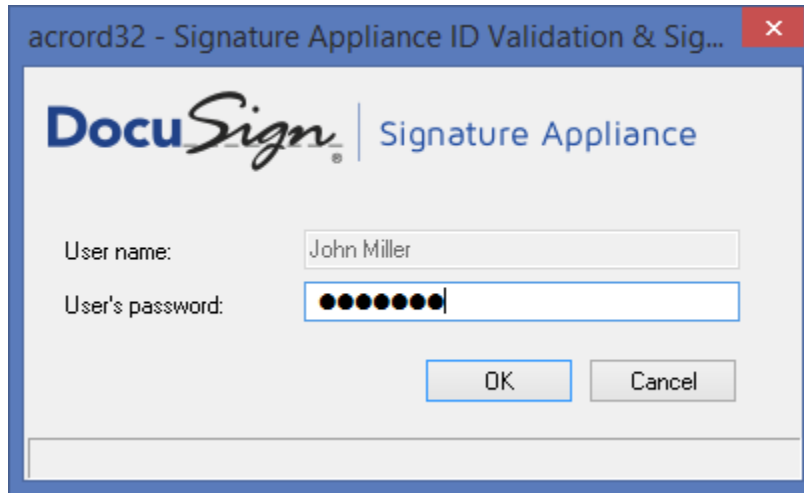 acrord32 - Signature Appliance ID Validation & Sig...
DocuSign® Signature Appliance
User name: John Miller
User's password: ●●●●●●●
OK Cancel